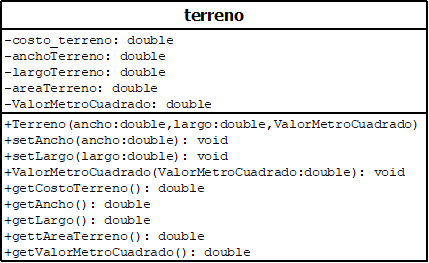 terreno
-costo_terreno: double
-anchoTerreno: double
-largoTerreno: double
-areaTerreno: double
-ValorMetroCuadrado: double
+Terreno(ancho:double,largo:double,ValorMetroCuadrado)
+setAncho(ancho:double): void
+setLargo(largo:double): void
+ValorMetroCuadrado(ValorMetroCuadrado:double): void
+getCostoTerreno(): double
+getAncho(): double
+getLargo(): double
+gettAreaTerreno(): double
+getValorMetroCuadrado(): double